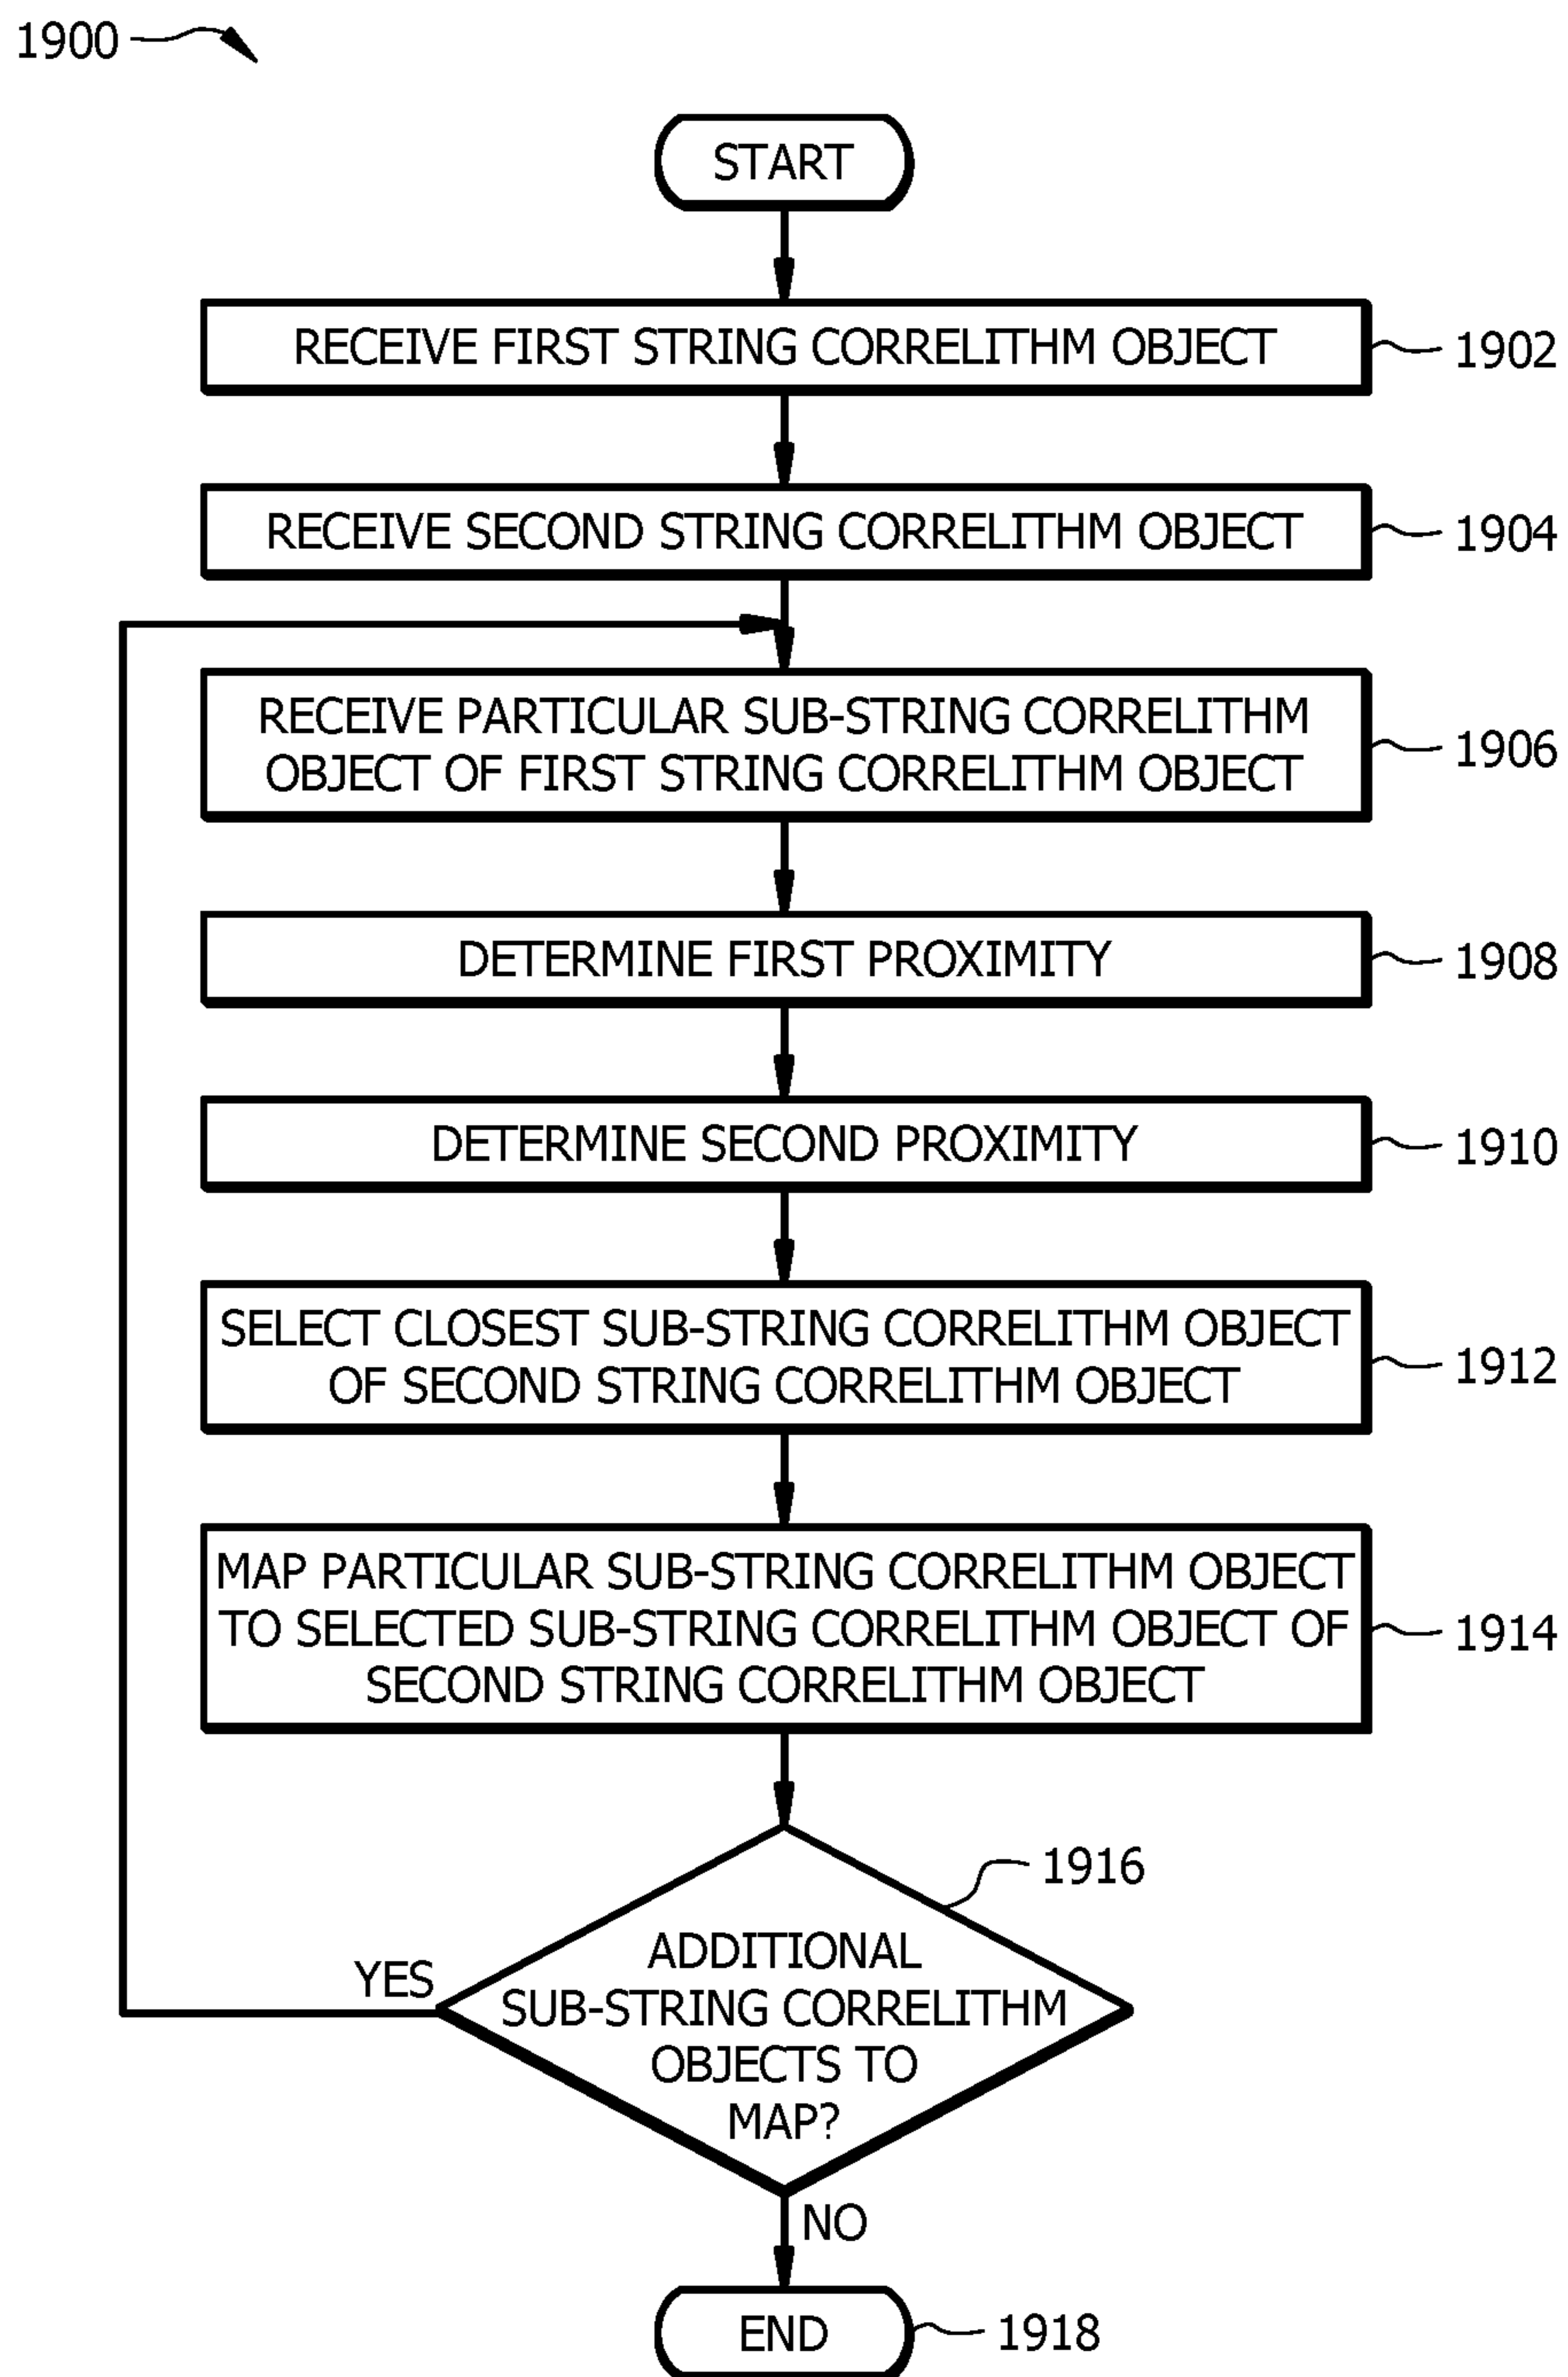 1900
START
RECEIVE FIRST STRING CORRELITHM OBJECT
1902
RECEIVE SECOND STRING CORRELITHM OBJECT
1904
RECEIVE PARTICULAR SUB-STRING CORRELITHM
OBJECT OF FIRST STRING CORRELITHM OBJECT
1906
DETERMINE FIRST PROXIMITY
1908
DETERMINE SECOND PROXIMITY
1910
SELECT CLOSEST SUB-STRING CORRELITHM OBJECT
OF SECOND STRING CORRELITHM OBJECT
1912
MAP PARTICULAR SUB-STRING CORRELITHM OBJECT
TO SELECTED SUB-STRING CORRELITHM OBJECT OF
SECOND STRING CORRELITHM OBJECT
1914
1916
ADDITIONAL
SUB-STRING CORRELITHM
OBJECTS TO
MAP?
YES
NO
END
1918